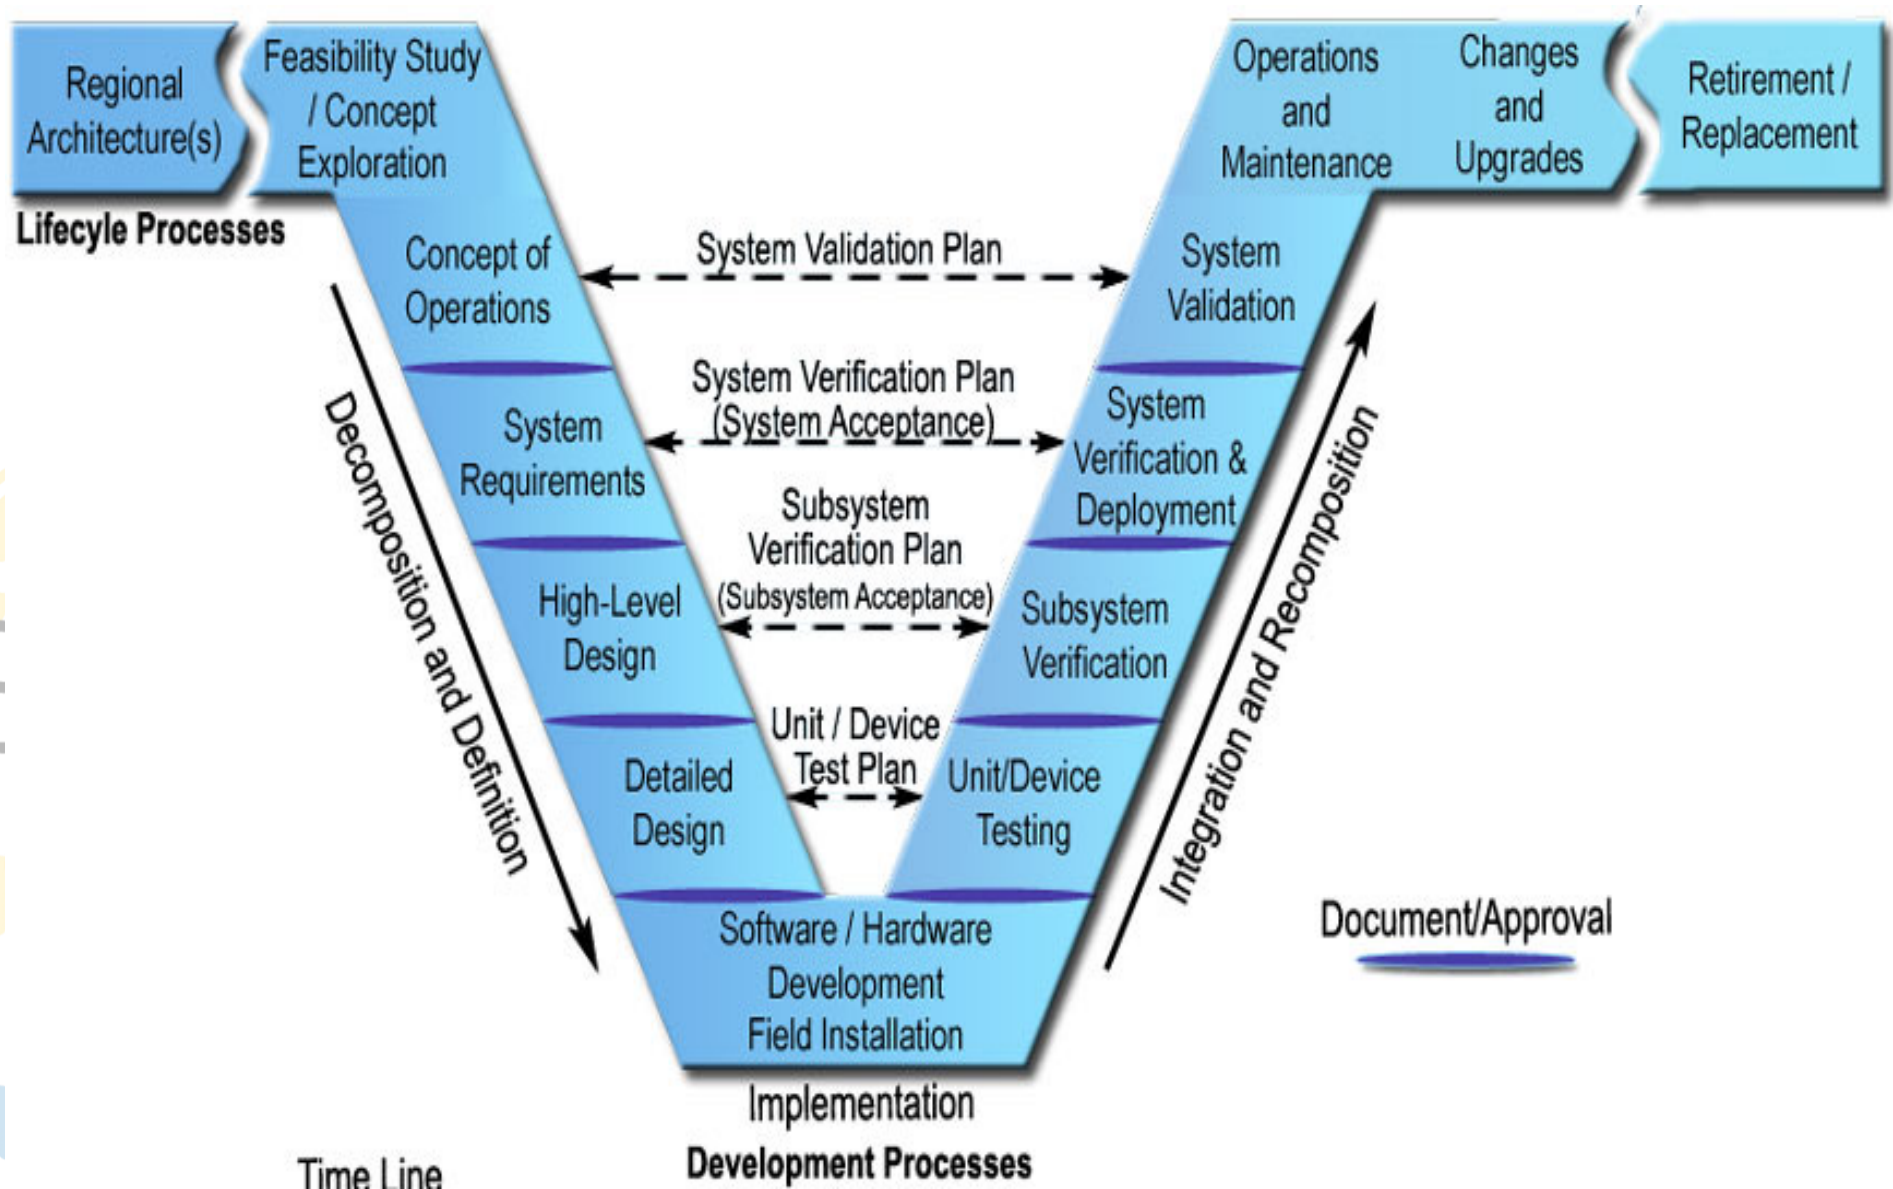 Regional
Architecture(s)
Feasibility Study
/ Concept
Exploration
Operations
and
Maintenance
Changes
and
Upgrades
Retirement /
Replacement
Lifecyle Processes
Concept of
Operations
System Validation Plan
System
Validation
System
Requirements
System Verification Plan
(System Acceptance)
System
Verification &
Deployment
High-Level
Design
Subsystem
Verification Plan
(Subsystem Acceptance)
Subsystem
Verification
Detailed
Design
Unit / Device
Test Plan
Unit/Device
Testing
Decomposition and Definition
Integration and Recomposition
Software / Hardware
Development
Field Installation
Document/Approval
Implementation
Development Processes
Time Line